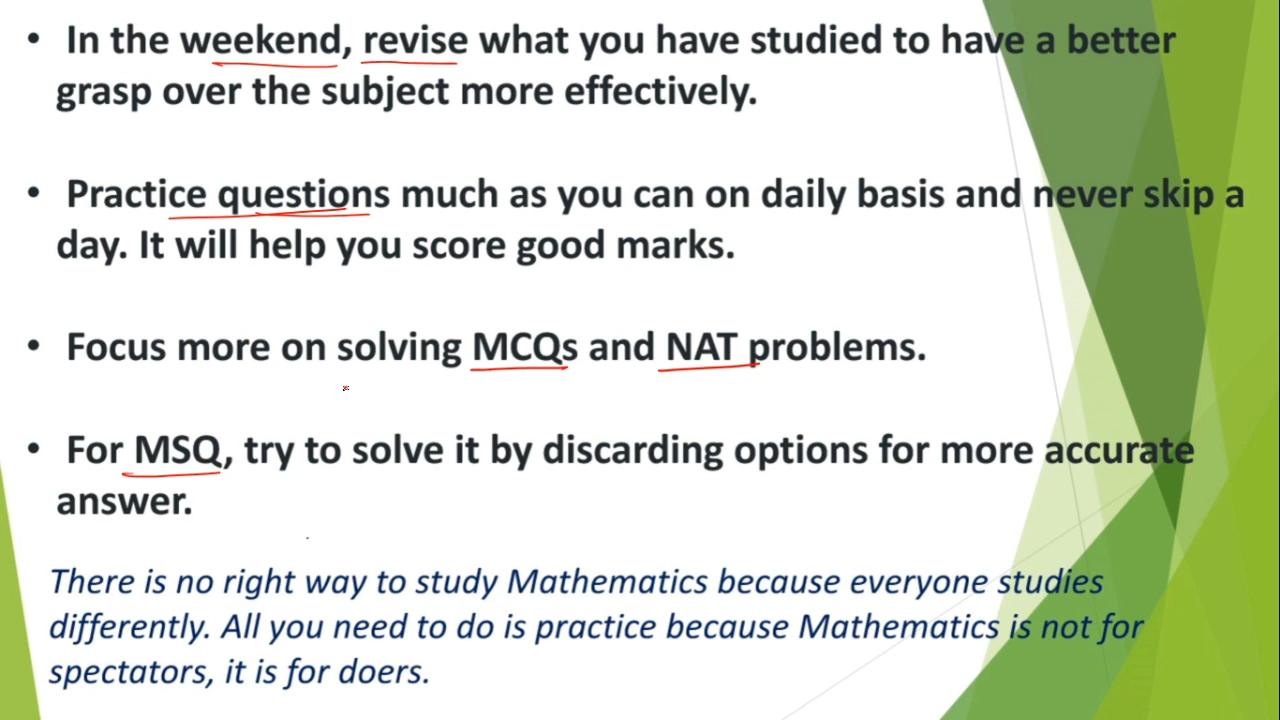 • In the weekend, revise what you have studied to have a better
grasp over the subject more effectively.
• Practice questions much as you can on daily basis and never skip a
day. It will help you score good marks.
• Focus more on solving MCQs and NAT problems.
• For MSQ, try to solve it by discarding options for more accurate
answer.
There is no right way to study Mathematics because everyone studies
differently. All you need to do is practice because Mathematics is not for
spectators, it is for doers.